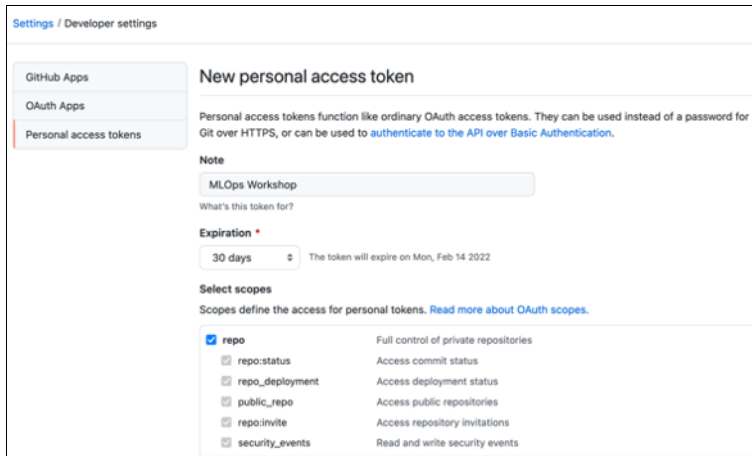 Settings / Developer settings
GitHub Apps
OAuth Apps
Personal access tokens
New personal access token
Personal access tokens function like ordinary OAuth access tokens. They can be used instead of a password for
Git over HTTPS, or can be used to authenticate to the API over Basic Authentication.
Note
MLOps Workshop
What's this token for?
Expiration *
30 days The token will expire on Mon, Feb 14 2022
Select scopes
Scopes define the access for personal tokens. Read more about OAuth scopes.
repo Full control of private repositories
repo:status Access commit status
repo_deployment Access deployment status
public_repo Access public repositories
repo:invite Access repository invitations
security_events Read and write security events